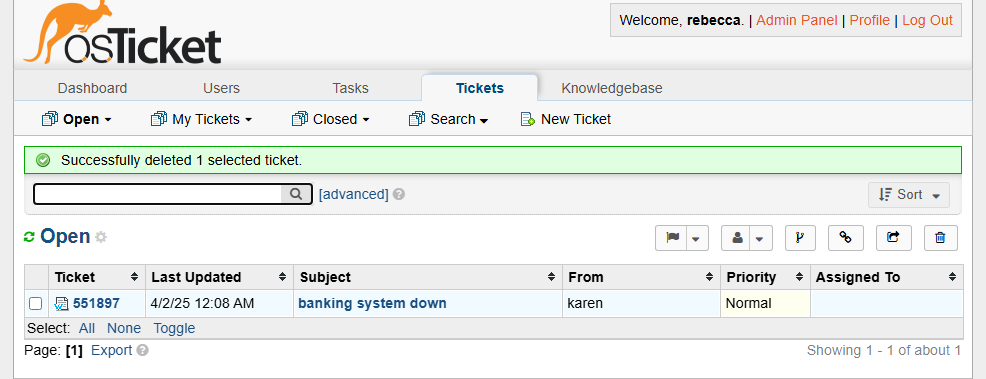 osTicket
Welcome, rebecca. | Admin Panel | Profile | Log Out
Dashboard Users Tasks Tickets Knowledgebase
Open My Tickets Closed Search New Ticket
Successfully deleted 1 selected ticket.
[advanced] ?
Sort
Open
Ticket Last Updated Subject From Priority Assigned To
551897 4/2/25 12:08 AM banking system down karen Normal
Select: All None Toggle
Page: [1] Export ? Showing 1 - 1 of about 1